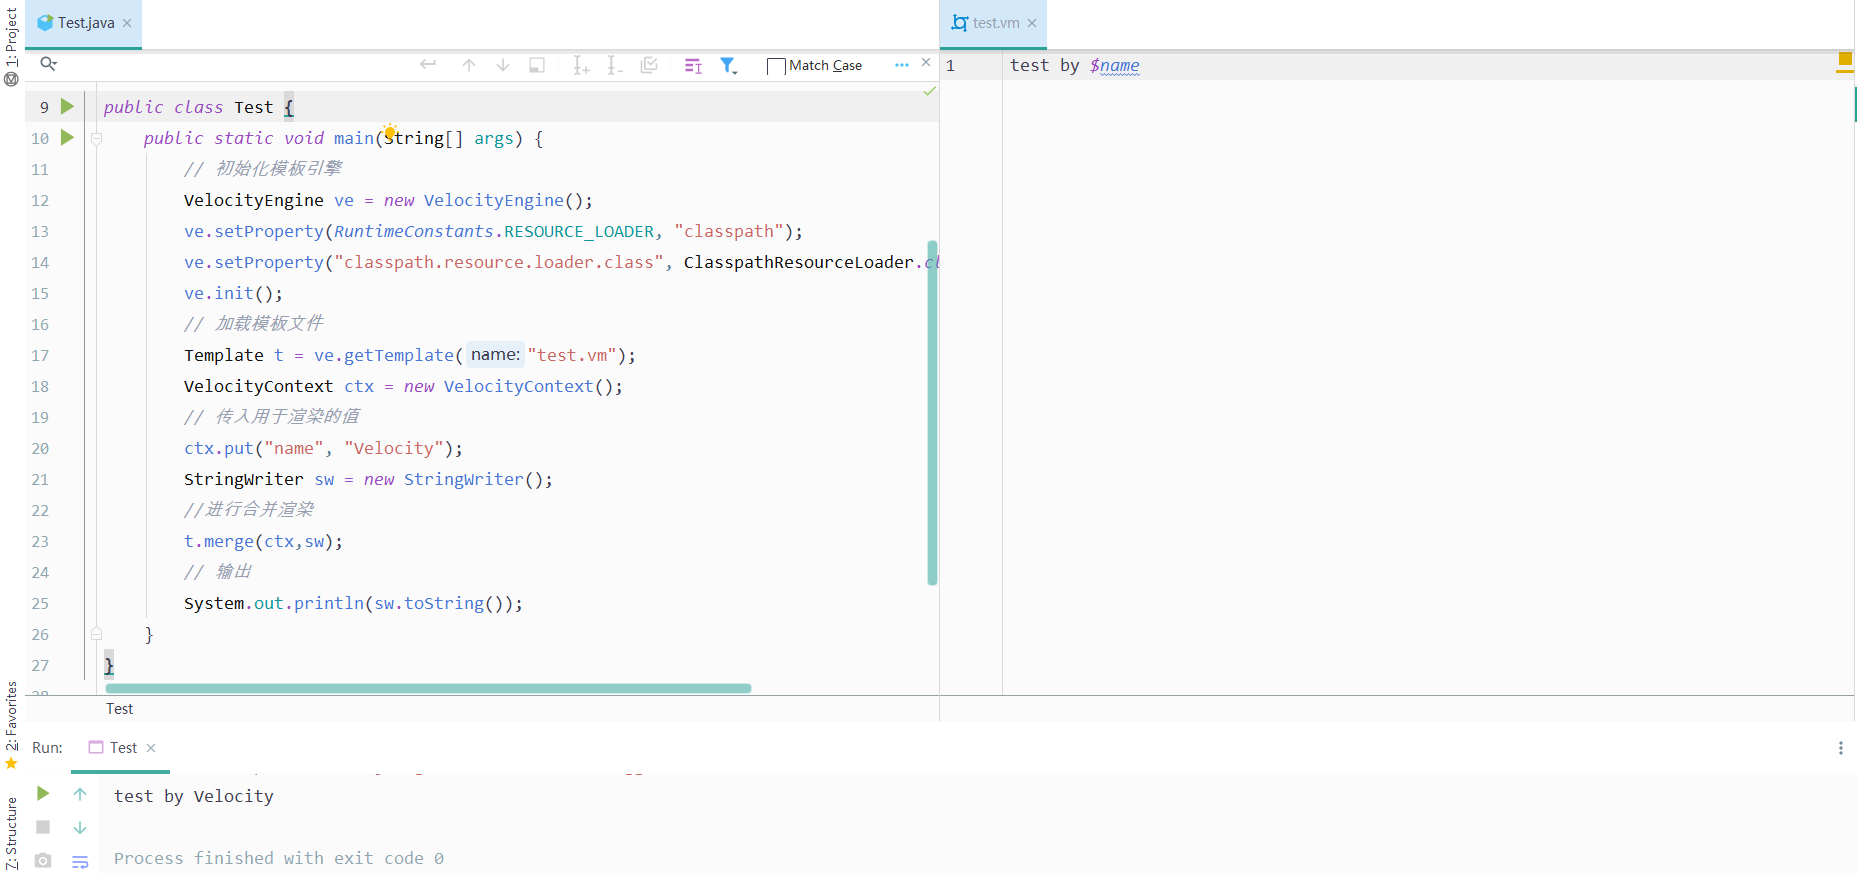 1: Project
2: Favorites
Z: Structure
Test.java
Match Case
9 public class Test {
10 public static void main(String[] args) {
11 // 初始化模板引擎
12 VelocityEngine ve = new VelocityEngine();
13 ve.setProperty(RuntimeConstants.RESOURCE_LOADER, "classpath");
14 ve.setProperty("classpath.resource.loader.class", ClasspathResourceLoader.cl
15 ve.init();
16 // 加载模板文件
17 Template t = ve.getTemplate( name: "test.vm");
18 VelocityContext ctx = new VelocityContext();
19 // 传入用于渲染的值
20 ctx.put("name", "Velocity");
21 StringWriter sw = new StringWriter();
22 //进行合并渲染
23 t.merge(ctx,sw);
24 // 输出
25 System.out.println(sw.toString());
26 }
27 }
Test
test.vm
1 test by $name
Run: Test
test by Velocity
Process finished with exit code 0